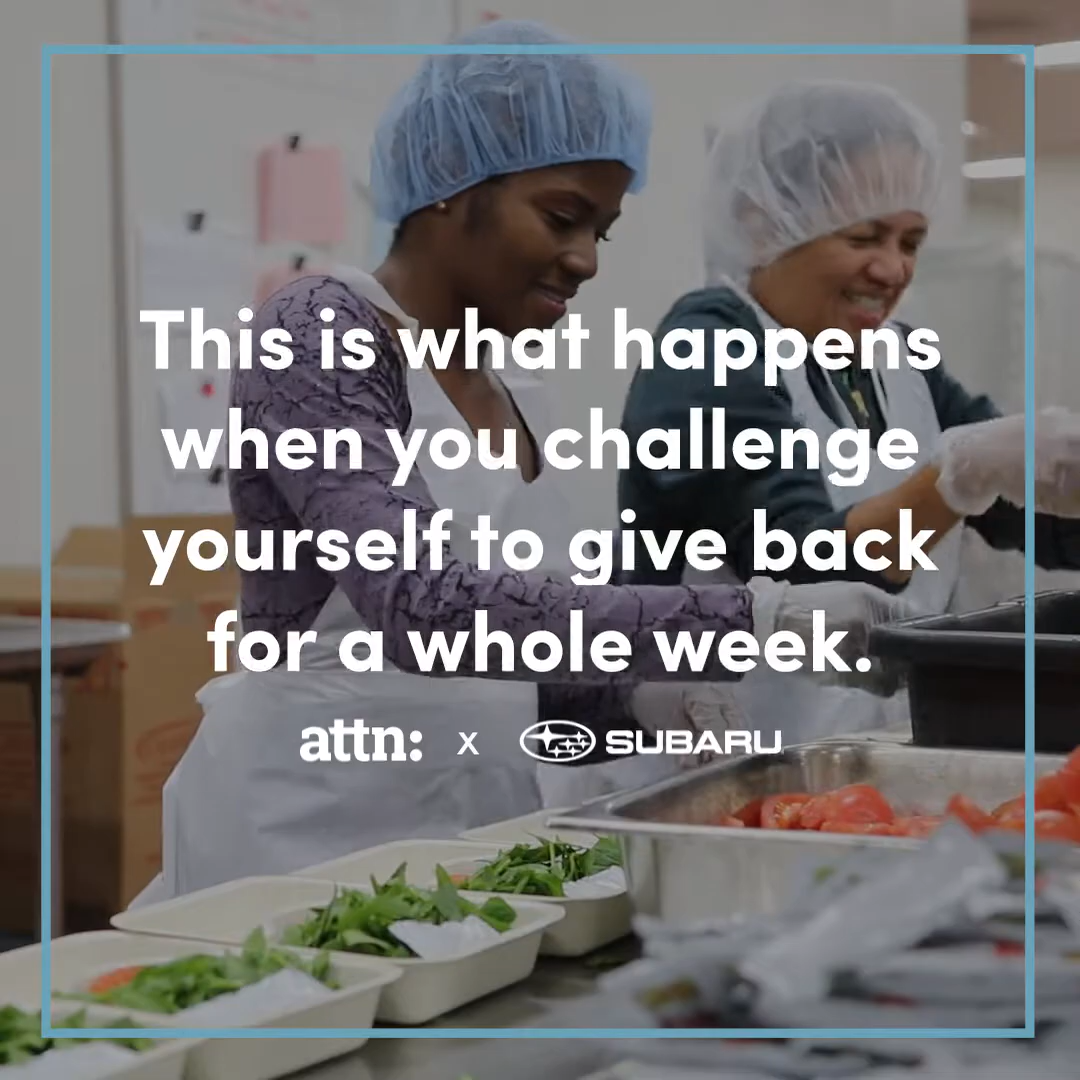 This is what happens
when you challenge
yourself to give back
for a whole week.
attn: x SUBARU